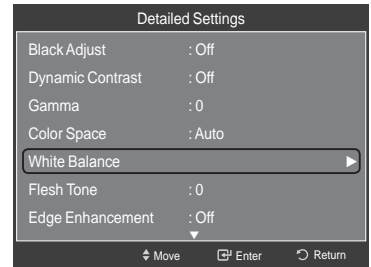 Detailed Settings
Black Adjust : Off
Dynamic Contrast : Off
Gamma : 0
Color Space : Auto
White Balance ►
Flesh Tone : 0
Edge Enhancement : Off
▼
Move Enter Return